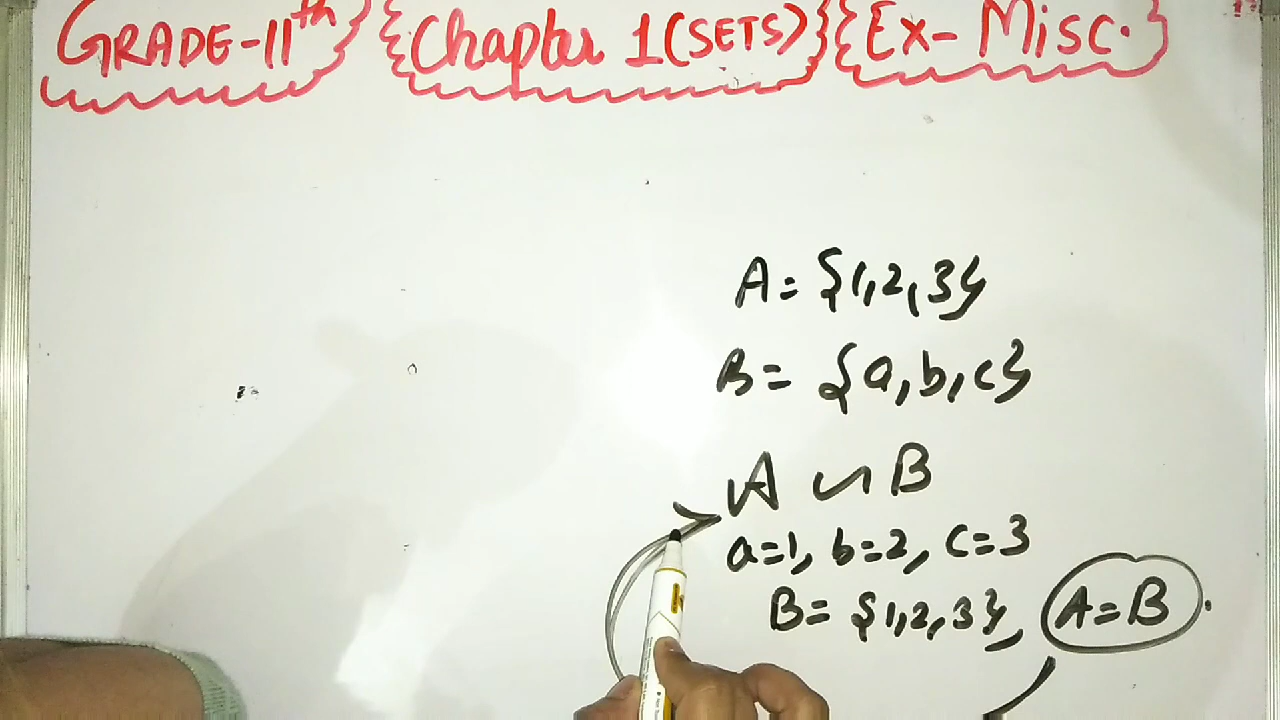 GRADE-11th} {Chapter 1(SETS)} {Ex- Misc.}
A = {1,2,3}
B = {a,b,c}
A ∽ B
a=1, b=2, c=3
B = {1,2,3}, A=B.